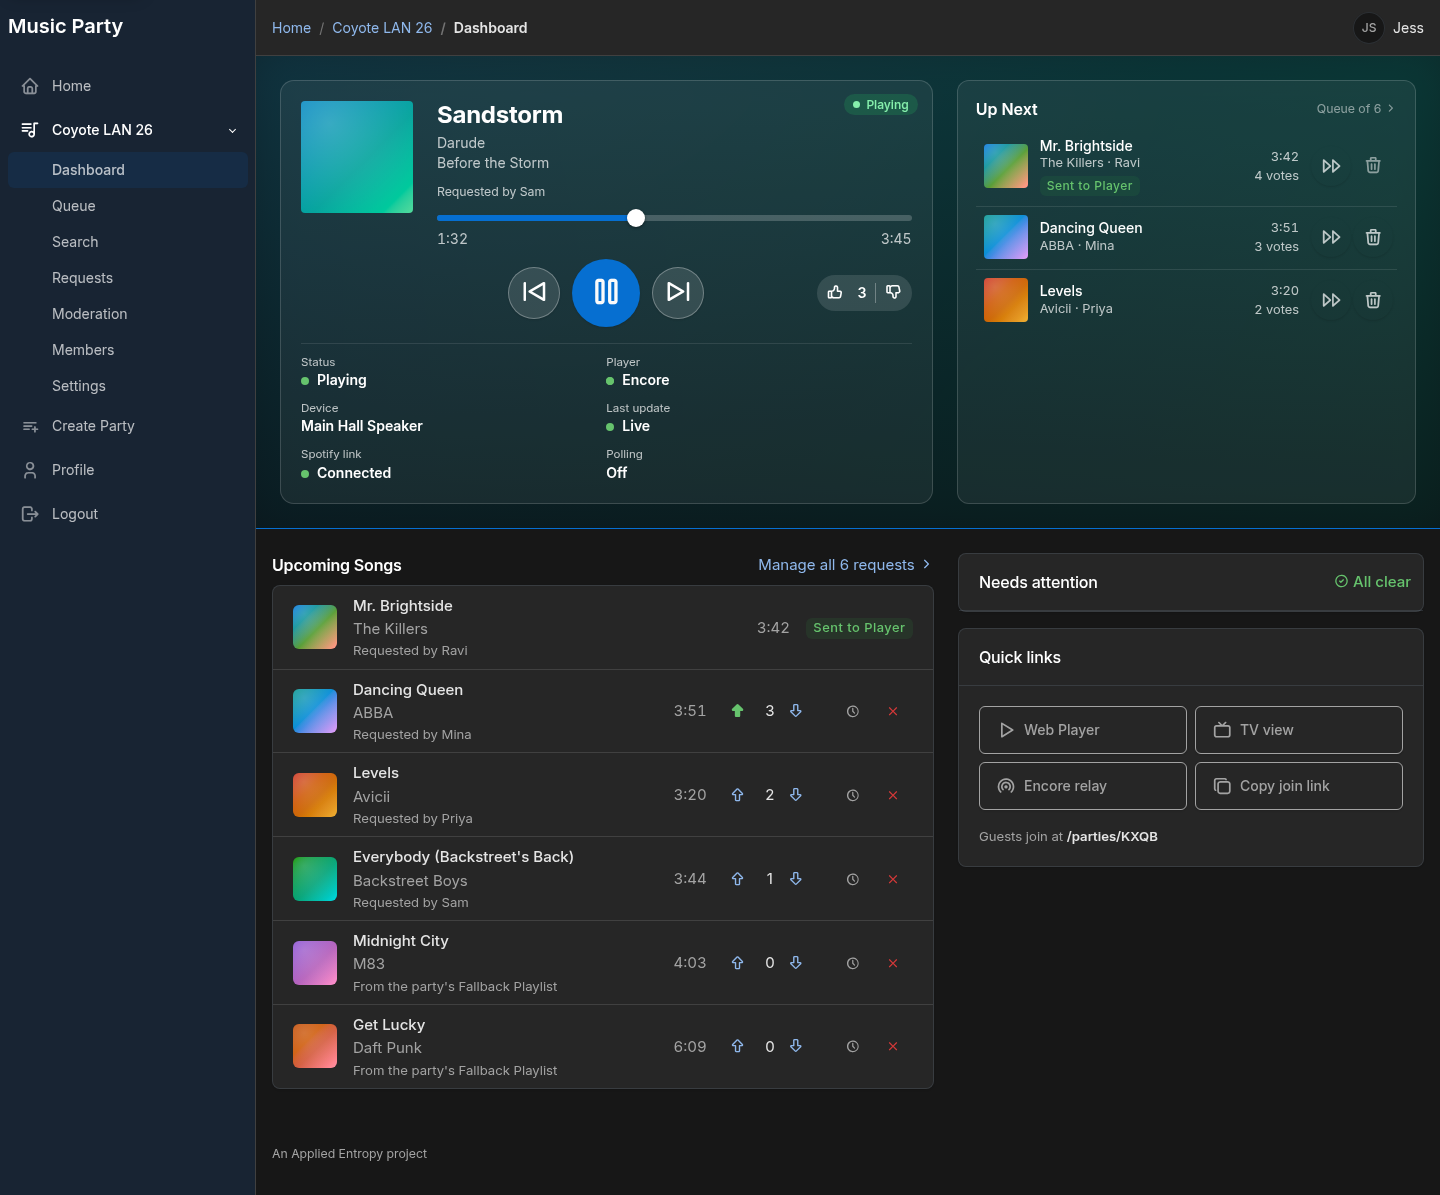 Music Party
Home
Coyote LAN 26
Dashboard
Queue
Search
Requests
Moderation
Members
Settings
Create Party
Profile
Logout
Home / Coyote LAN 26 / Dashboard
JS Jess
Sandstorm
Playing
Darude
Before the Storm
Requested by Sam
1:32 3:45
3
Status
Playing
Player
Encore
Device
Main Hall Speaker
Last update
Live
Spotify link
Connected
Polling
Off
Up Next
Queue of 6
Mr. Brightside
The Killers · Ravi
Sent to Player
3:42
4 votes
Dancing Queen
ABBA · Mina
3:51
3 votes
Levels
Avicii · Priya
3:20
2 votes
Upcoming Songs
Manage all 6 requests
Mr. Brightside
The Killers
Requested by Ravi
3:42 Sent to Player
Dancing Queen
ABBA
Requested by Mina
3:51 3
Levels
Avicii
Requested by Priya
3:20 2
Everybody (Backstreet's Back)
Backstreet Boys
Requested by Sam
3:44 1
Midnight City
M83
From the party's Fallback Playlist
4:03 0
Get Lucky
Daft Punk
From the party's Fallback Playlist
6:09 0
Needs attention
All clear
Quick links
Web Player
TV view
Encore relay
Copy join link
Guests join at /parties/KXQB
An Applied Entropy project